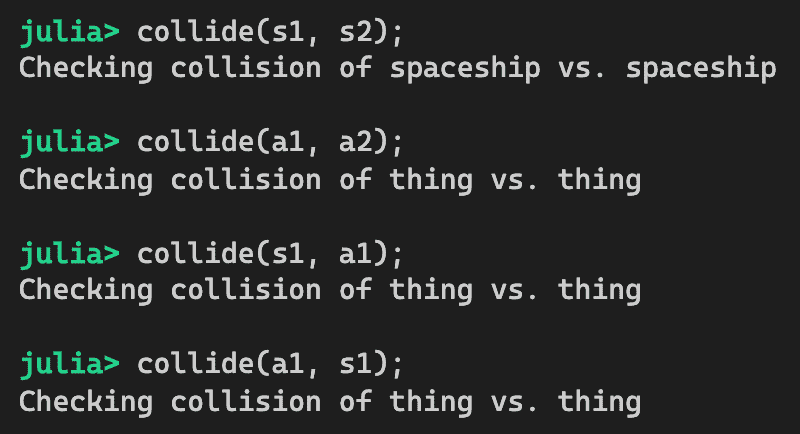 julia> collide(s1, s2);
Checking collision of spaceship vs. spaceship
julia> collide(a1, a2);
Checking collision of thing vs. thing
julia> collide(s1, a1);
Checking collision of thing vs. thing
julia> collide(a1, s1);
Checking collision of thing vs. thing